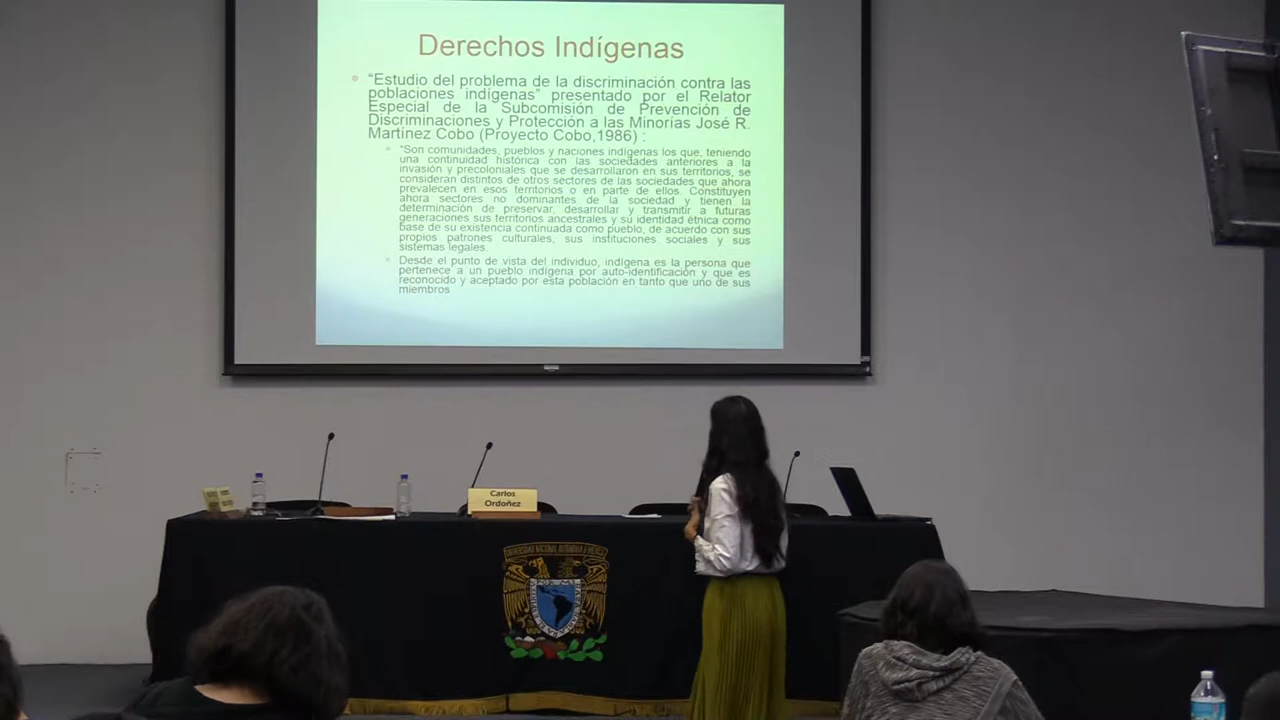 Derechos Indígenas
“Estudio del problema de la discriminación contra las
poblaciones indígenas” presentado por el Relator
Especial de la Subcomisión de Prevención de
Discriminaciones y Protección a las Minorías José R.
Martínez Cobo (Proyecto Cobo,1986) :
“Son comunidades, pueblos y naciones indígenas los que, teniendo
una continuidad histórica con las sociedades anteriores a la
invasión y precoloniales que se desarrollaron en sus territorios, se
consideran distintos de otros sectores de las sociedades que ahora
prevalecen en esos territorios o en parte de ellos. Constituyen
ahora sectores no dominantes de la sociedad y tienen la
determinación de preservar, desarrollar y transmitir a futuras
generaciones sus territorios ancestrales y su identidad étnica como
base de su existencia continuada como pueblo, de acuerdo con sus
propios patrones culturales, sus instituciones sociales y sus
sistemas legales.
Desde el punto de vista del individuo, indígena es la persona que
pertenece a un pueblo indígena por auto-identificación y que es
reconocido y aceptado por esta población en tanto que uno de sus
miembros
Carlos
Ordoñez
UNIVERSIDAD NACIONAL AUTONOMA D MEXICO